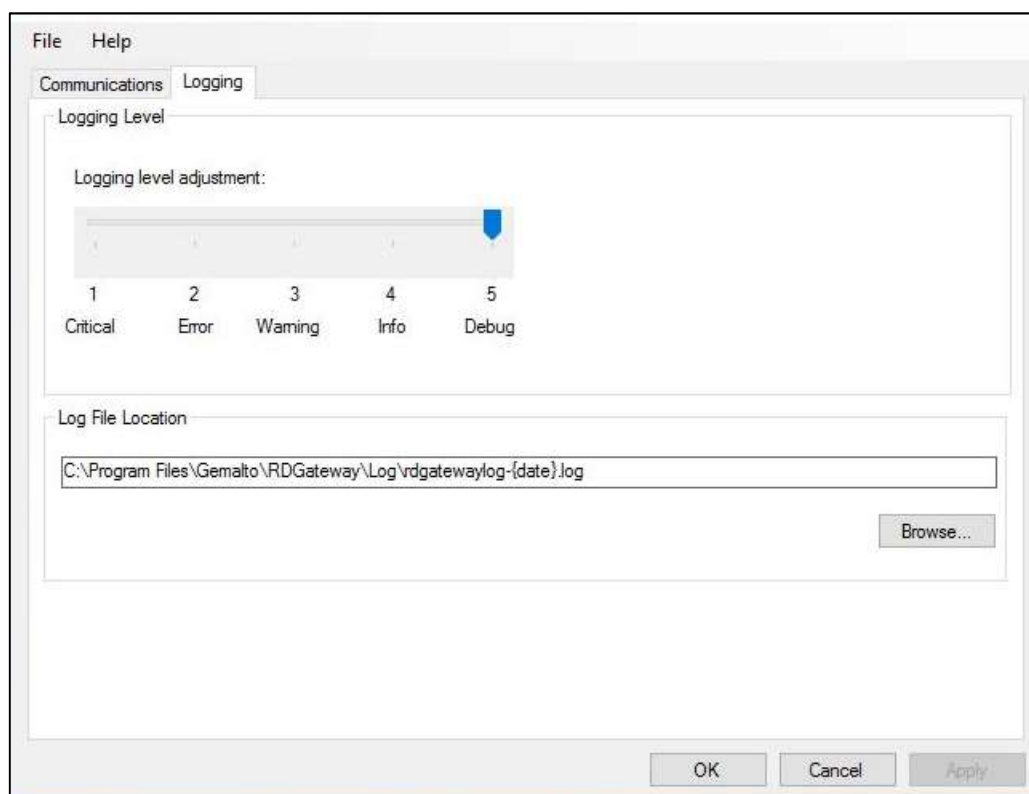 File Help
Communications Logging
Logging Level
Logging level adjustment:
1 2 3 4 5
Critical Error Warning Info Debug
Log File Location
C:\Program Files\Gemalto\RDGateway\Log\rdgatewaylog-{date}.log
Browse...
OK Cancel Apply